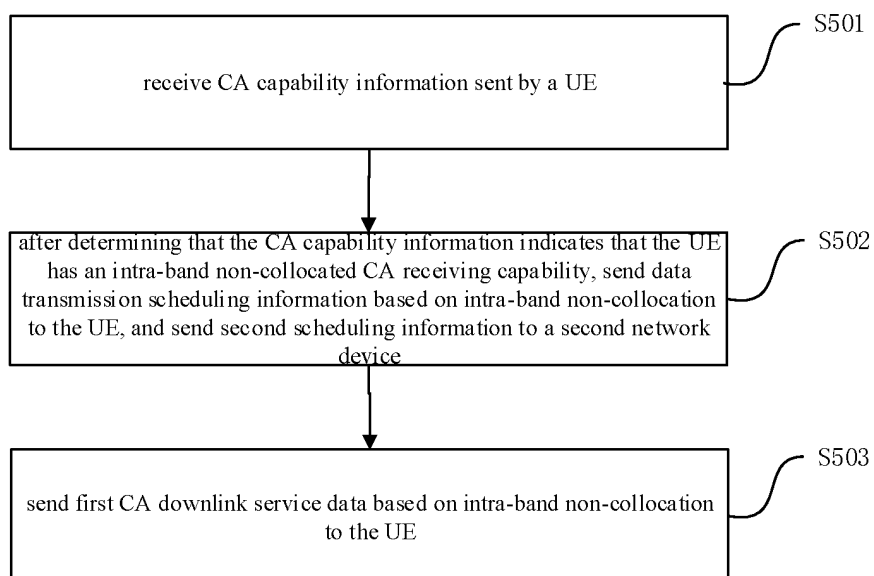 S501
receive CA capability information sent by a UE
after determining that the CA capability information indicates that the UE
S502
has an intra-band non-collocated CA receiving capability, send data
transmission scheduling information based on intra-band non-collocation
to the UE, and send second scheduling information to a second network
device
S503
send first CA downlink service data based on intra-band non-collocation
to the UE